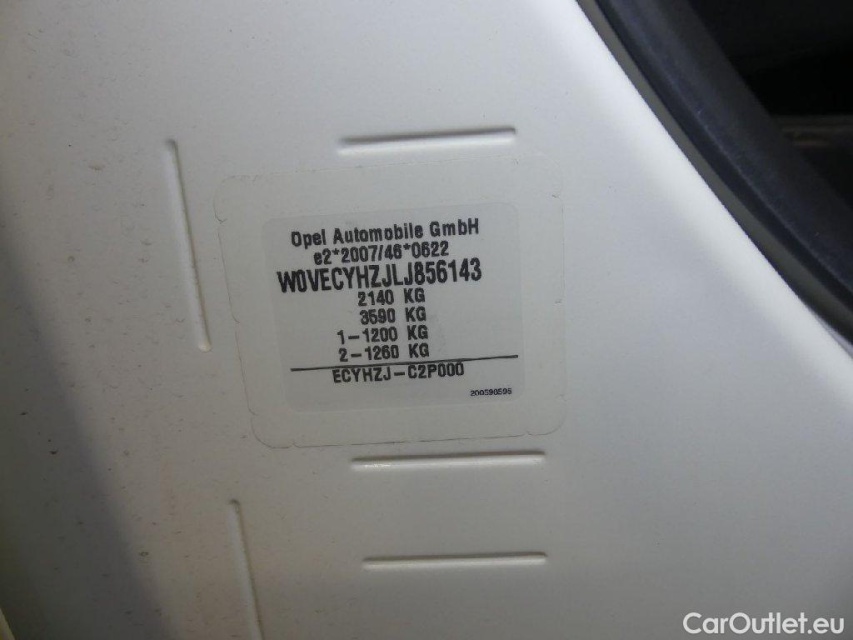 Opel Automobile GmbH
e2*2007/46*0622
W0VECYHZJLJ856143
2140 KG
3590 KG
1-1200 KG
2-1260 KG
ECYHZJ-C2P000
200590595
CarOutlet.eu